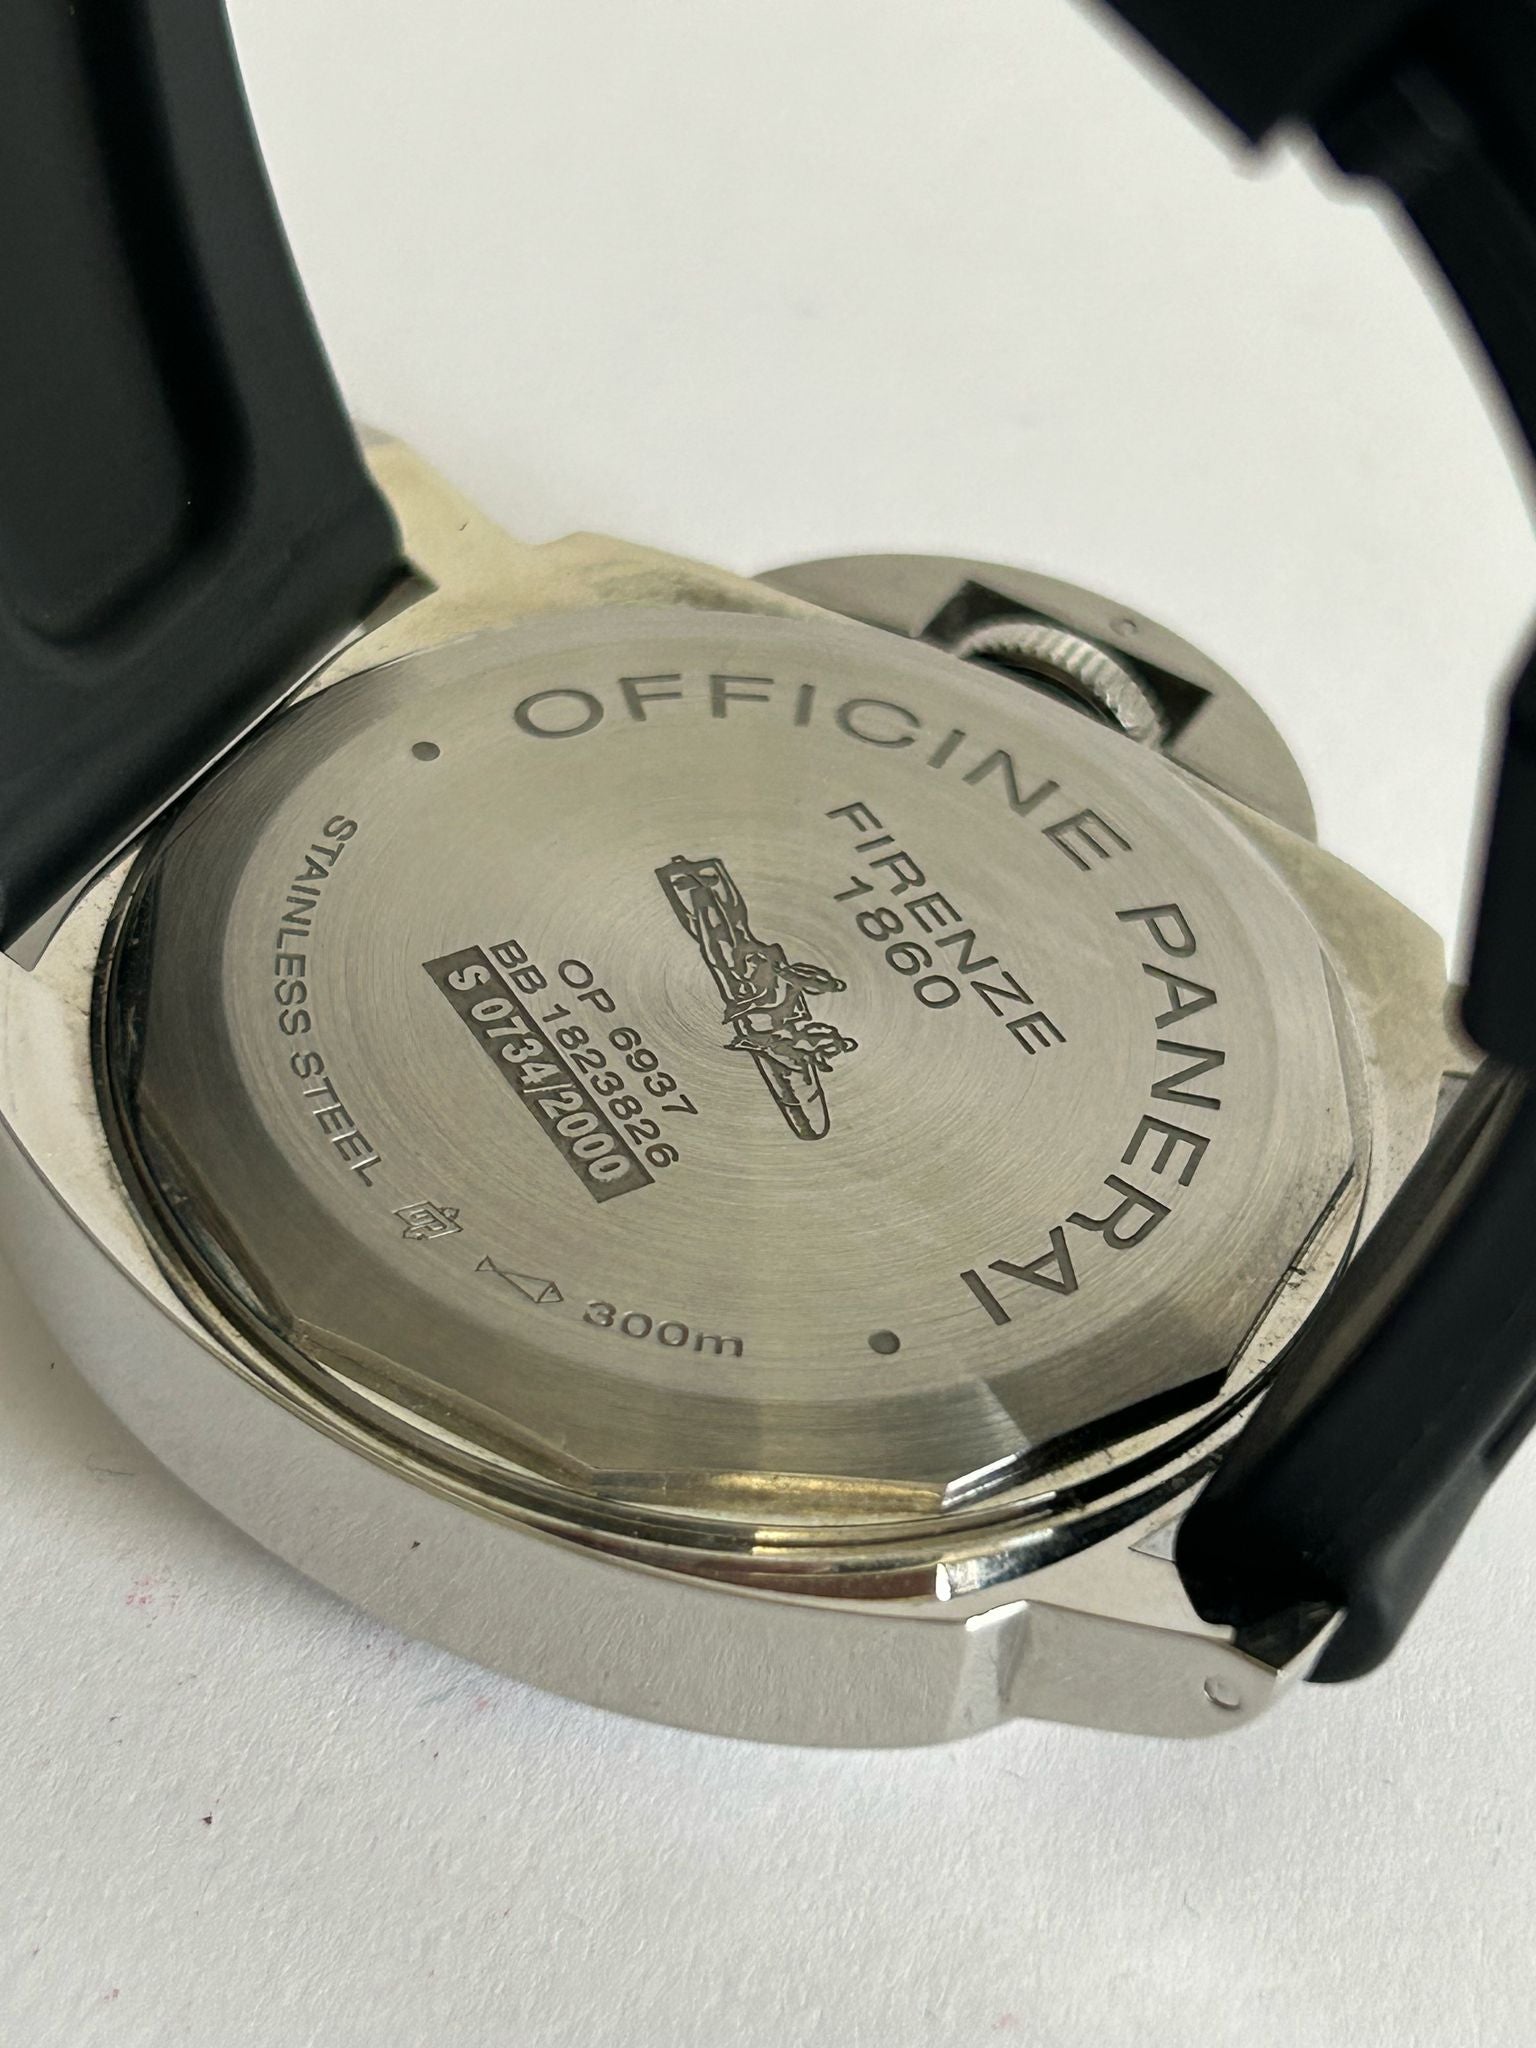 OFFICINE PANERAI
FIRENZE
1860
OP 6937
BB 1823826
S 0734/2000
STAINLESS STEEL
300m